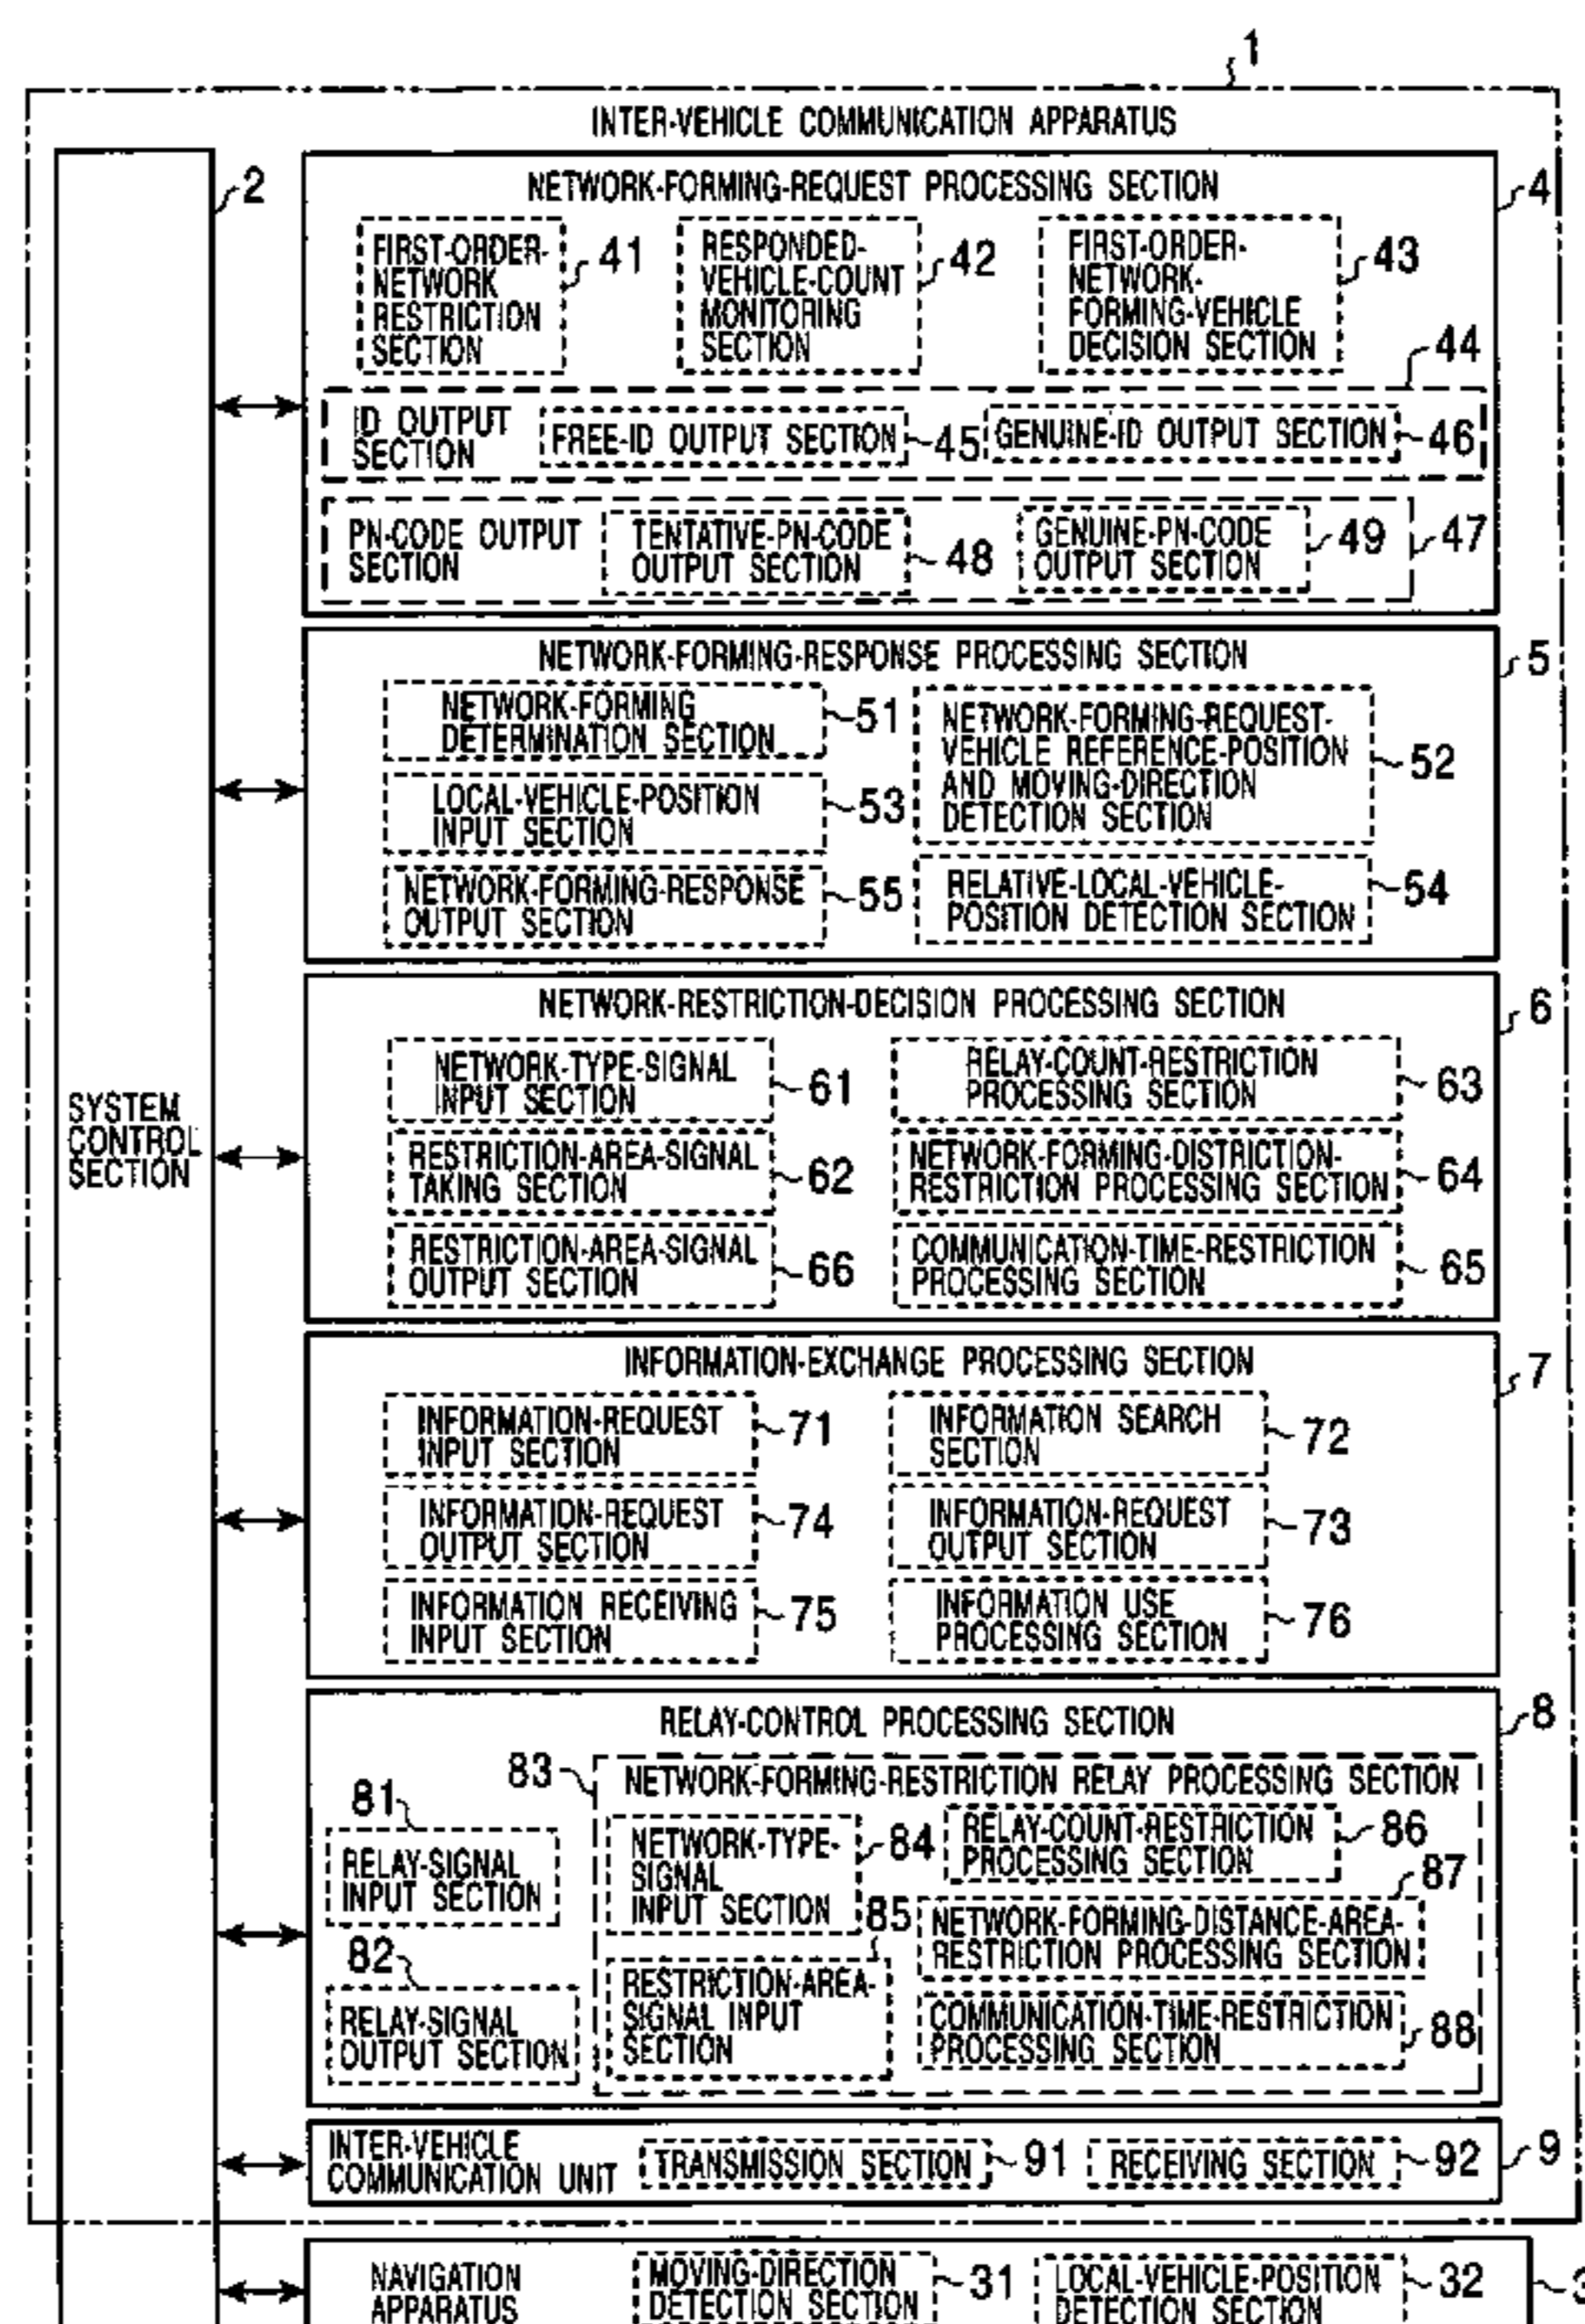 1
INTER-VEHICLE COMMUNICATION APPARATUS
2
SYSTEM
CONTROL
SECTION
NETWORK-FORMING-REQUEST PROCESSING SECTION
4
FIRST-ORDER-
NETWORK
RESTRICTION
SECTION
41
RESPONDED-
VEHICLE-COUNT
MONITORING
SECTION
42
FIRST-ORDER-
NETWORK-
FORMING-VEHICLE
DECISION SECTION
43
44
ID OUTPUT
SECTION
FREE-ID OUTPUT SECTION
45
GENUINE-ID OUTPUT SECTION
46
PN-CODE OUTPUT
SECTION
TENTATIVE-PN-CODE
OUTPUT SECTION
48
GENUINE-PN-CODE
OUTPUT SECTION
49
47
NETWORK-FORMING-RESPONSE PROCESSING SECTION
5
NETWORK-FORMING
DETERMINATION SECTION
51
NETWORK-FORMING-REQUEST-
VEHICLE REFERENCE-POSITION
AND MOVING-DIRECTION
DETECTION SECTION
52
LOCAL-VEHICLE-POSITION
INPUT SECTION
53
NETWORK-FORMING-RESPONSE
OUTPUT SECTION
55
RELATIVE-LOCAL-VEHICLE-
POSITION DETECTION SECTION
54
NETWORK-RESTRICTION-DECISION PROCESSING SECTION
6
NETWORK-TYPE-SIGNAL
INPUT SECTION
61
RELAY-COUNT-RESTRICTION
PROCESSING SECTION
63
RESTRICTION-AREA-SIGNAL
TAKING SECTION
62
NETWORK-FORMING-DISTRICTION-
RESTRICTION PROCESSING SECTION
64
RESTRICTION-AREA-SIGNAL
OUTPUT SECTION
66
COMMUNICATION-TIME-RESTRICTION
PROCESSING SECTION
65
INFORMATION-EXCHANGE PROCESSING SECTION
7
INFORMATION-REQUEST
INPUT SECTION
71
INFORMATION SEARCH
SECTION
72
INFORMATION-REQUEST
OUTPUT SECTION
74
INFORMATION-REQUEST
OUTPUT SECTION
73
INFORMATION RECEIVING
INPUT SECTION
75
INFORMATION USE
PROCESSING SECTION
76
RELAY-CONTROL PROCESSING SECTION
8
81
RELAY-SIGNAL
INPUT SECTION
82
RELAY-SIGNAL
OUTPUT SECTION
83
NETWORK-FORMING-RESTRICTION RELAY PROCESSING SECTION
NETWORK-TYPE-
SIGNAL
INPUT SECTION
84
RELAY-COUNT-RESTRICTION
PROCESSING SECTION
86
87
85
NETWORK-FORMING-DISTANCE-AREA-
RESTRICTION PROCESSING SECTION
RESTRICTION-AREA-
SIGNAL INPUT
SECTION
COMMUNICATION-TIME-RESTRICTION
PROCESSING SECTION
88
INTER-VEHICLE
COMMUNICATION UNIT
TRANSMISSION SECTION
91
RECEIVING SECTION
92
9
NAVIGATION
APPARATUS
MOVING-DIRECTION
DETECTION SECTION
31
LOCAL-VEHICLE-POSITION
DETECTION SECTION
32
3